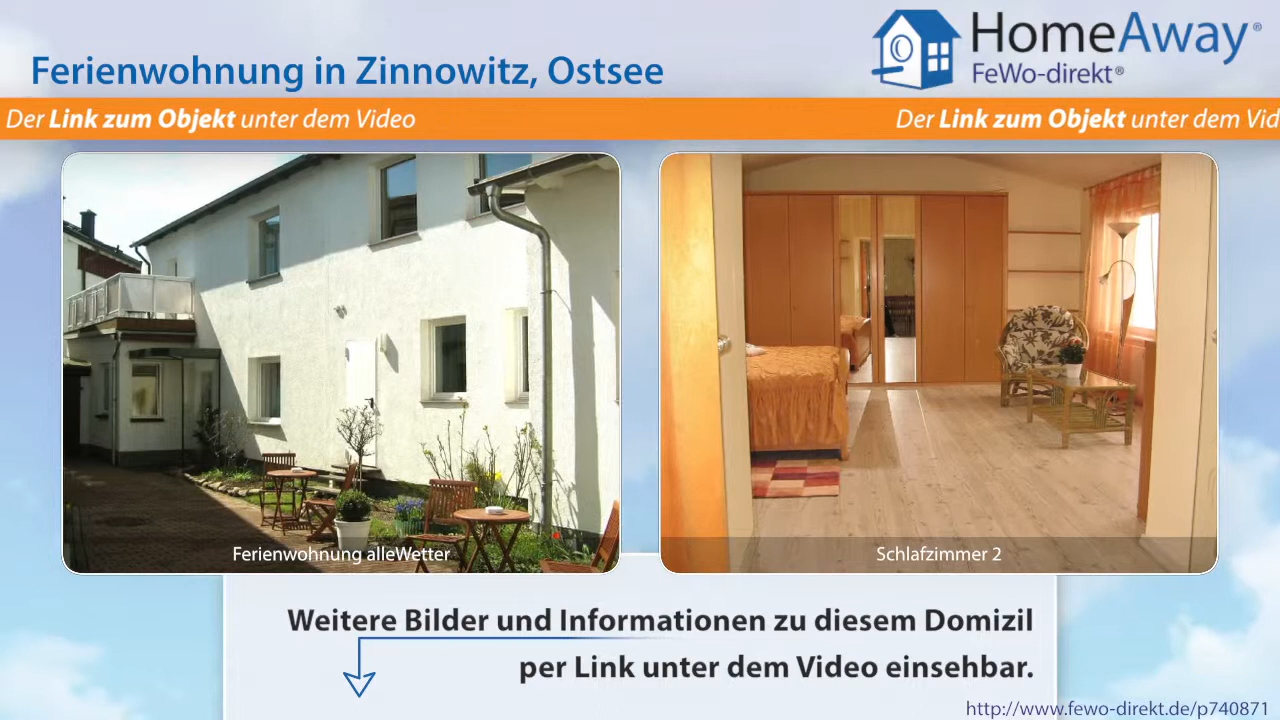 HomeAway®
FeWo-direkt®
Ferienwohnung in Zinnowitz, Ostsee
Der Link zum Objekt unter dem Video
Der Link zum Objekt unter dem Vid
Ferienwohnung alleWetter
Schlafzimmer 2
Weitere Bilder und Informationen zu diesem Domizil
per Link unter dem Video einsehbar.
http://www.fewo-direkt.de/p740871